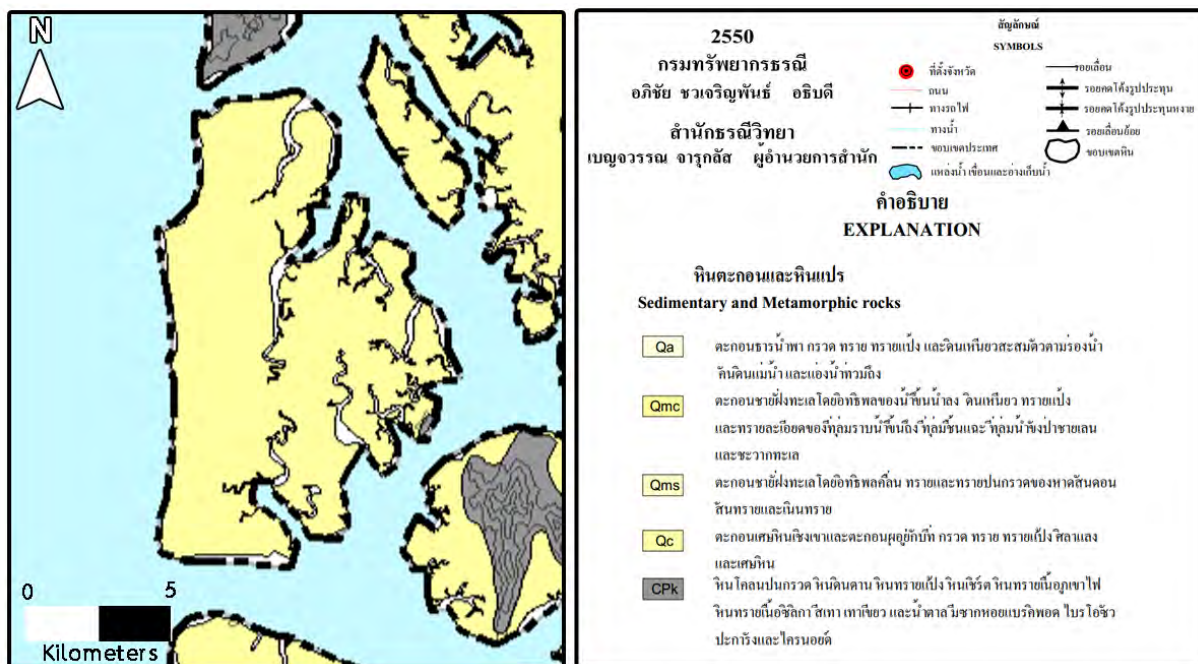 N
0 5
Kilometers
2550
กรมทรัพยากรธรณี
อภิชัย ชวเจริญพันธ์ อธิบดี
สำนักธรณีวิทยา
เบญจวรรณ จารุกลัส ผู้อำนวยการสำนัก
สัญลักษณ์
SYMBOLS
ที่ตั้งจังหวัด
ถนน
ทางรถไฟ
ทางน้ำ
ขอบเขตประเทศ
แหล่งน้ำ เขื่อนและอ่างเก็บน้ำ
รอยเลื่อน
รอยคดโค้งรูปประทุน
รอยคดโค้งรูปประทุนหงาย
รอยเลื่อนย้อย
ขอบเขตหิน
คำอธิบาย
EXPLANATION
หินตะกอนและหินแปร
Sedimentary and Metamorphic rocks
Qa ตะกอนธารน้ำพา กรวด ทราย ทรายแป้ง และดินเหนียวสะสมตัวตามร่องน้ำ
คันดินแม่น้ำ และแอ่งน้ำท่วมถึง
Qmc ตะกอนชายฝั่งทะเลโดยอิทธิพลของน้ำขึ้นน้ำลง ดินเหนียว ทรายแป้ง
และทรายละเอียดของที่ลุ่มราบน้ำขึ้นถึง ที่ลุ่มชื้นแฉะ ที่ลุ่มน้ำขังป่าชายเลน
และชะวากทะเล
Qms ตะกอนชายฝั่งทะเลโดยอิทธิพลคลื่น ทรายและทรายปนกรวดของหาดสันดอน
สันทรายและเนินทราย
Qc ตะกอนเศษหินเชิงเขาและตะกอนผุอยู่กับที่ กรวด ทราย ทรายแป้ง ศิลาแลง
และเศษหิน
CPk หินโคลนปนกรวด หินดินดาน หินทรายแป้ง หินเชิร์ต หินทรายเนื้อภูเขาไฟ
หินทรายเนื้อซิลิกา สีเทา เทาเขียว และน้ำตาล มีซากหอยแบรคิพอด ไบรโอซัว
ปะการังและไครนอยด์